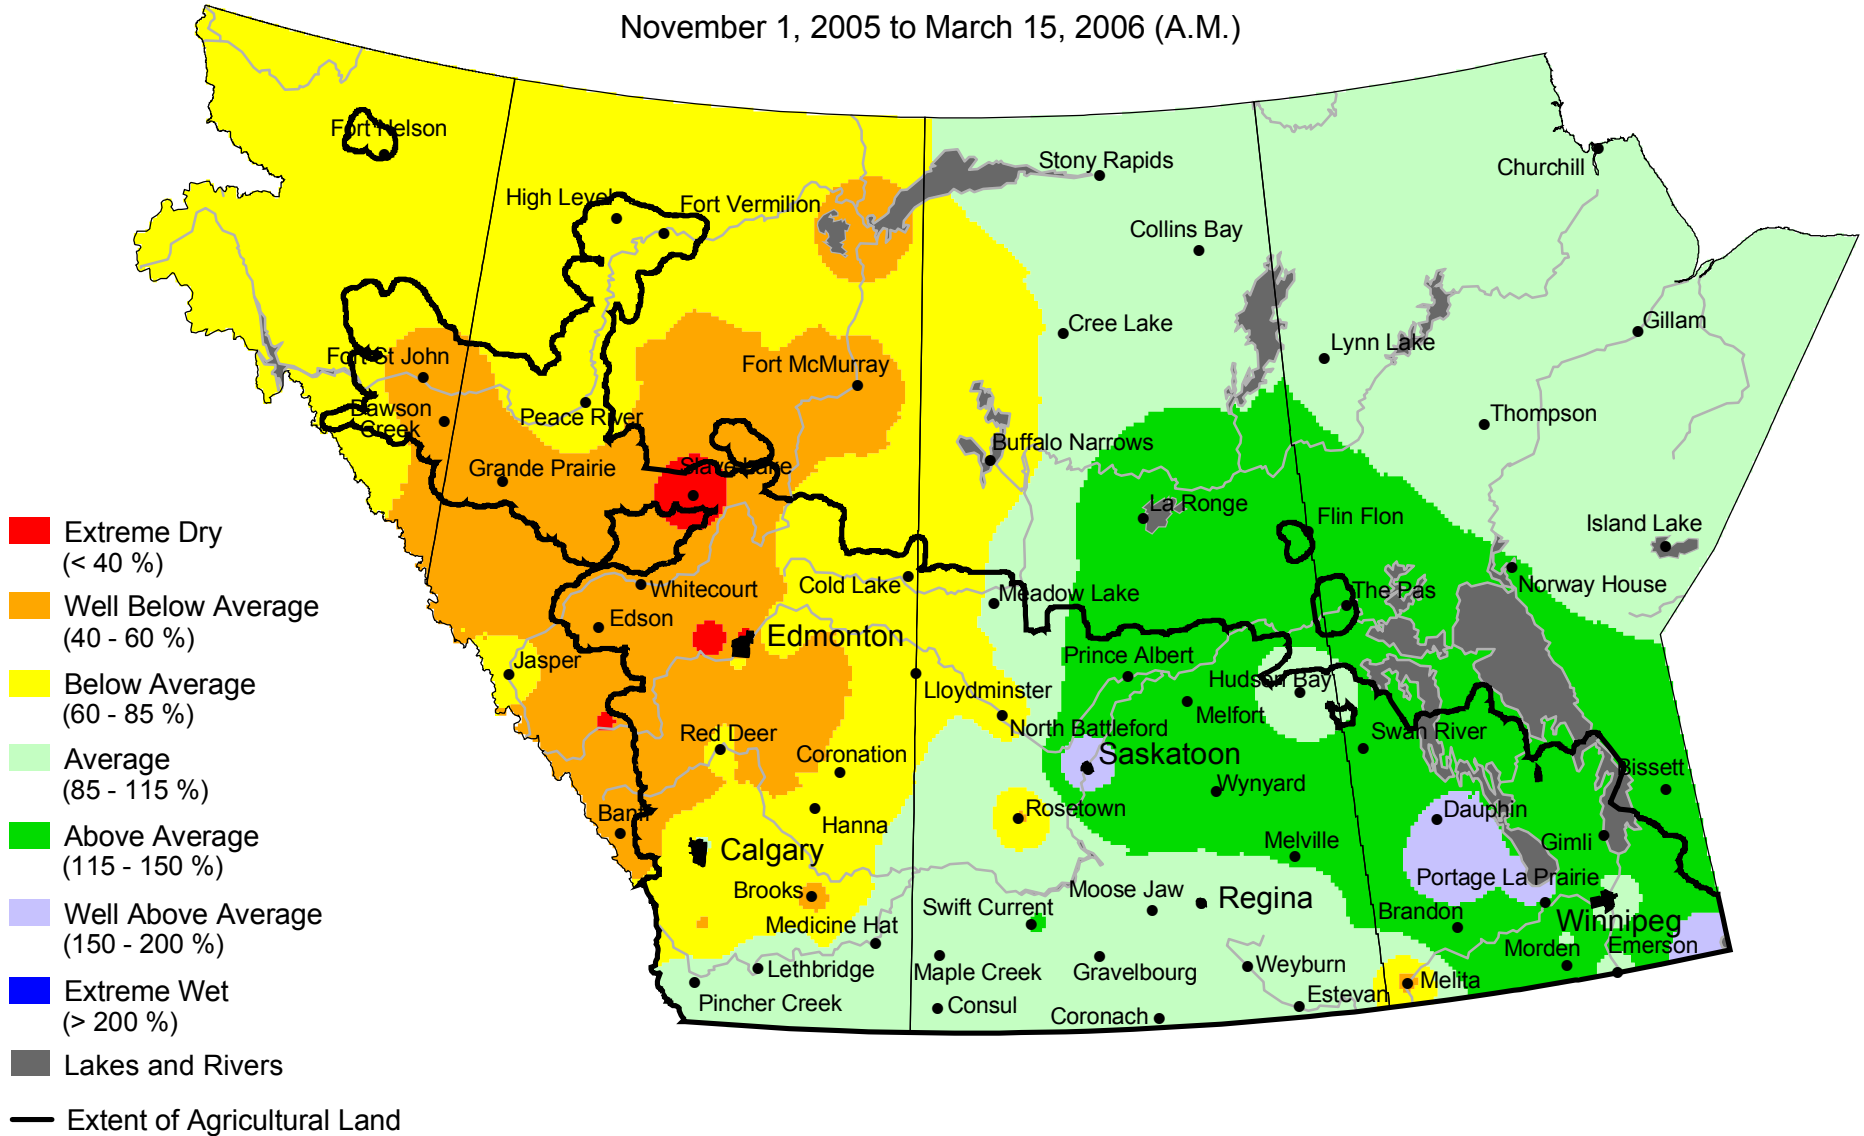 November 1, 2005 to March 15, 2006 (A.M.)
Fort Nelson
High Level
Fort Vermilion
Stony Rapids
Churchill
Collins Bay
Cree Lake
Lynn Lake
Gillam
Fort St John
Fort McMurray
Dawson
Creek
Peace River
Thompson
Buffalo Narrows
Grande Prairie
Slave Lake
La Ronge
Flin Flon
Island Lake
Whitecourt
Cold Lake
Meadow Lake
The Pas
Norway House
Edson
Edmonton
Jasper
Prince Albert
Hudson Bay
Lloydminster
Melfort
North Battleford
Swan River
Red Deer
Coronation
Saskatoon
Wynyard
Bissett
Banff
Hanna
Rosetown
Dauphin
Gimli
Calgary
Melville
Portage La Prairie
Brooks
Moose Jaw
Regina
Swift Current
Brandon
Winnipeg
Medicine Hat
Morden
Emerson
Lethbridge
Maple Creek
Gravelbourg
Weyburn
Melita
Pincher Creek
Consul
Coronach
Estevan
Extreme Dry
(< 40 %)
Well Below Average
(40 - 60 %)
Below Average
(60 - 85 %)
Average
(85 - 115 %)
Above Average
(115 - 150 %)
Well Above Average
(150 - 200 %)
Extreme Wet
(> 200 %)
Lakes and Rivers
Extent of Agricultural Land